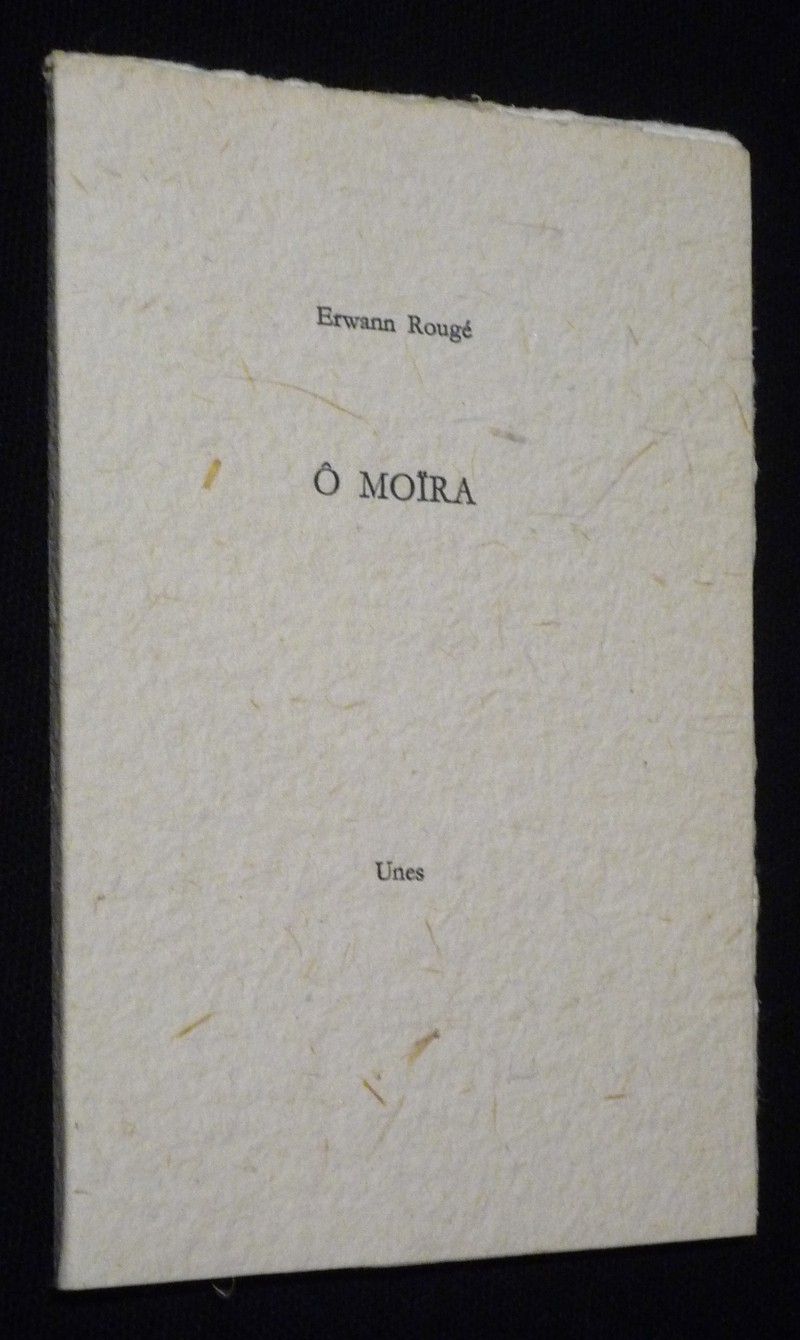 Erwann Rougé
Ô MOÏRA
Unes